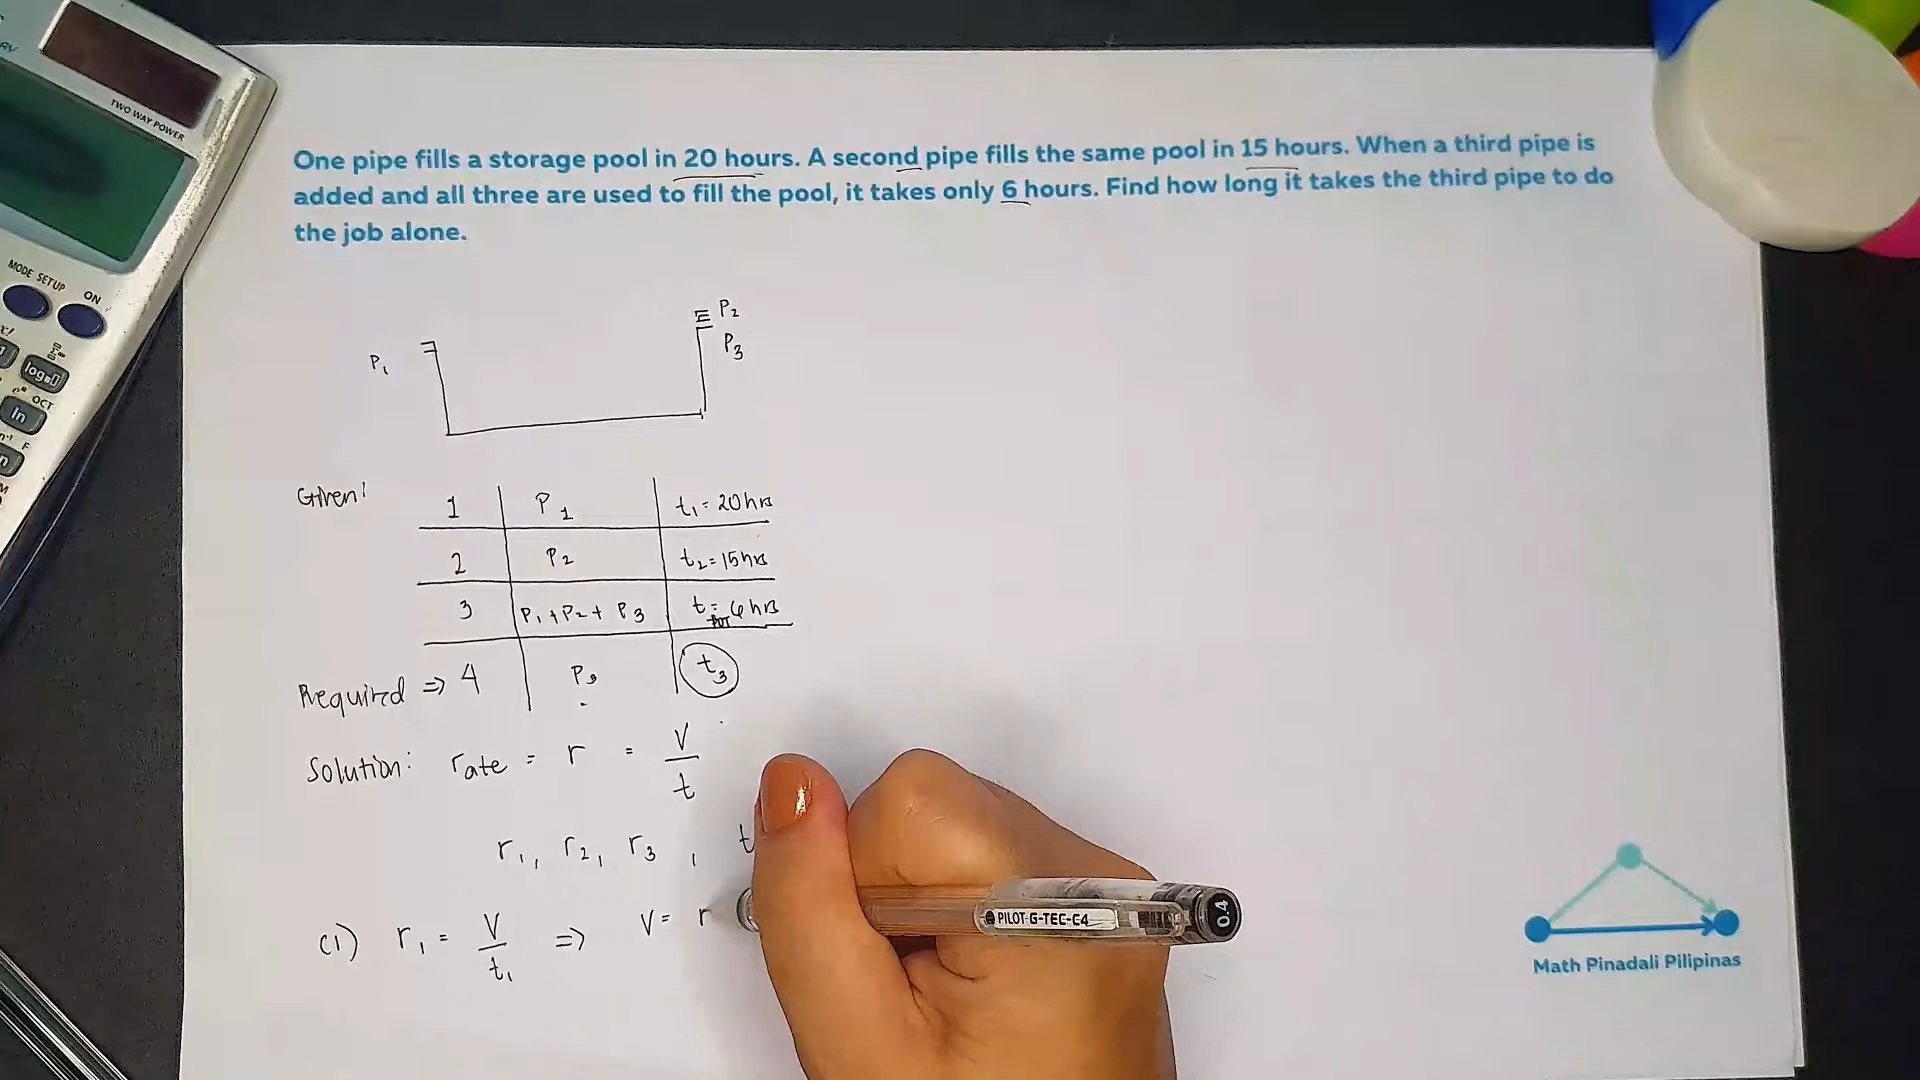 TWO WAY POWER
MODE SETUP ON
log
OCT
ln
F
One pipe fills a storage pool in 20 hours. A second pipe fills the same pool in 15 hours. When a third pipe is
added and all three are used to fill the pool, it takes only 6 hours. Find how long it takes the third pipe to do
the job alone.
P₂
P₁ P₃
Given: 1 P₁ t₁ = 20 hrs
2 P₂ t₂ = 15 hrs
3 P₁ + P₂ + P₃ t = 6 hrs
Required => 4 P₃ t₃
Solution: rate = r = V/t
r₁, r₂, r₃, t
(1) r₁ = V/t₁ => V = r
PILOT G-TEC-C4 0.4
Math Pinadali Pilipinas